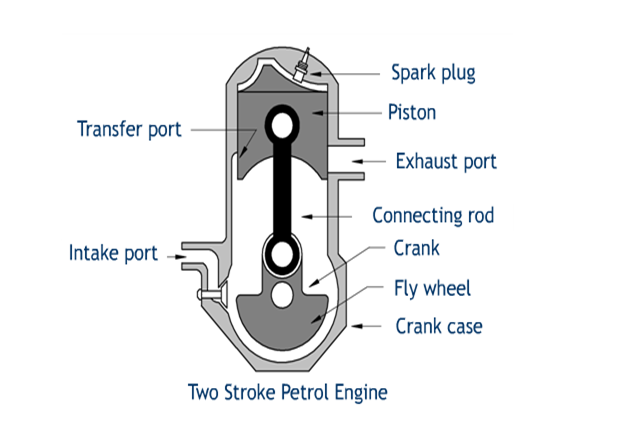 Spark plug
Piston
Transfer port
Exhaust port
Connecting rod
Intake port
Crank
Fly wheel
Crank case
Two Stroke Petrol Engine